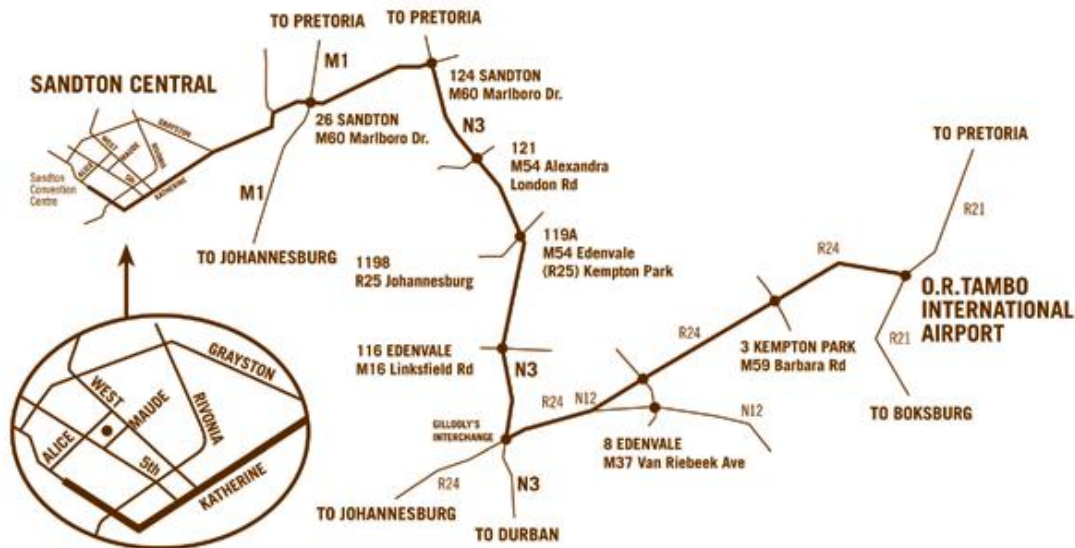 TO PRETORIA
TO PRETORIA
M1
SANDTON CENTRAL
124 SANDTON
M60 Marlboro Dr.
26 SANDTON
M60 Marlboro Dr.
N3
TO PRETORIA
GRAYSTON
WEST
MAUDE
RIVONIA
ALICE
5th
KATHERINE
Sandton
Convention
Centre
121
M54 Alexandra
London Rd
M1
R21
TO JOHANNESBURG
119A
M54 Edenvale
(R25) Kempton Park
1198
R25 Johannesburg
R24
O.R.TAMBO
INTERNATIONAL
AIRPORT
R24
R21
3 KEMPTON PARK
M59 Barbara Rd
116 EDENVALE
M16 Linksfield Rd
N3
GRAYSTON
WEST
MAUDE
RIVONIA
ALICE
5th
KATHERINE
R24
N12
N12
TO BOKSBURG
GILLOOLY'S
INTERCHANGE
8 EDENVALE
M37 Van Riebeek Ave
R24
N3
TO JOHANNESBURG
TO DURBAN